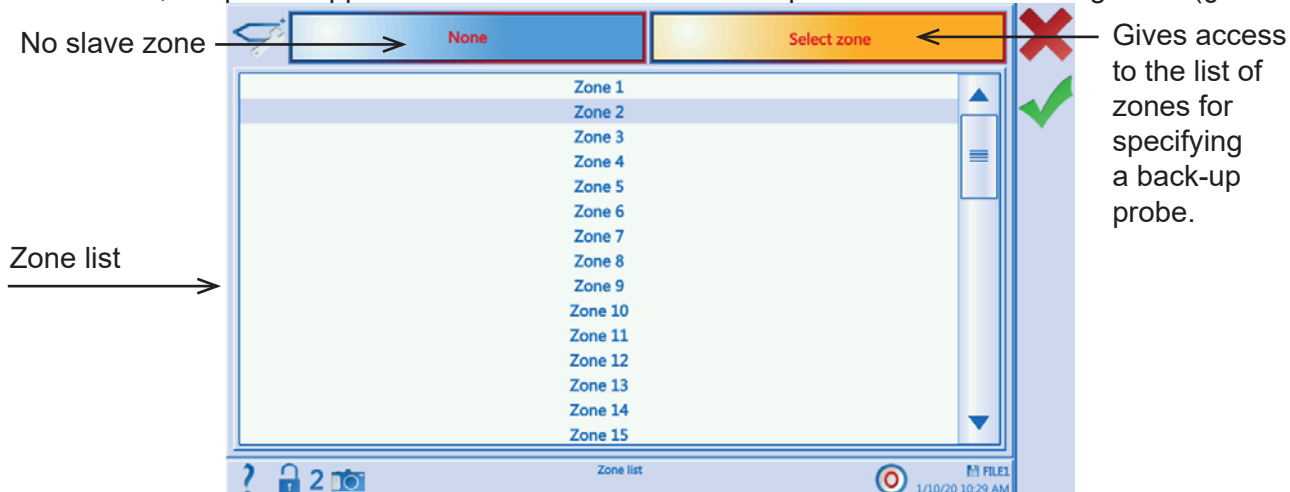 No slave zone
None
Select zone
Gives access
to the list of
zones for
specifying
a back-up
probe.
Zone list
Zone 1
Zone 2
Zone 3
Zone 4
Zone 5
Zone 6
Zone 7
Zone 8
Zone 9
Zone 10
Zone 11
Zone 12
Zone 13
Zone 14
Zone 15
? 2
Zone list
FILE1
1/10/20 10:29 AM